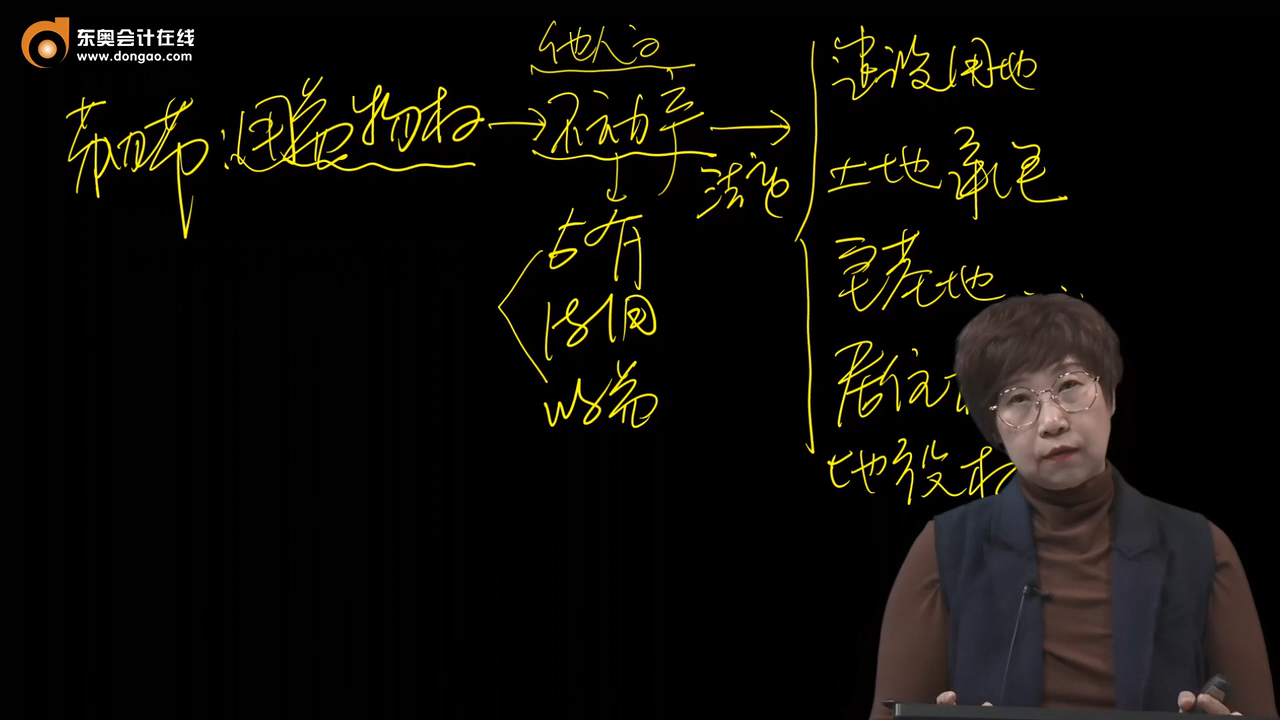 东奥会计在线
www.dongao.com
第四节：用益物权 → 不动产 →
他人之
法定
占有
使用
收益
建设用地
土地承包
宅基地……
居住
地役权